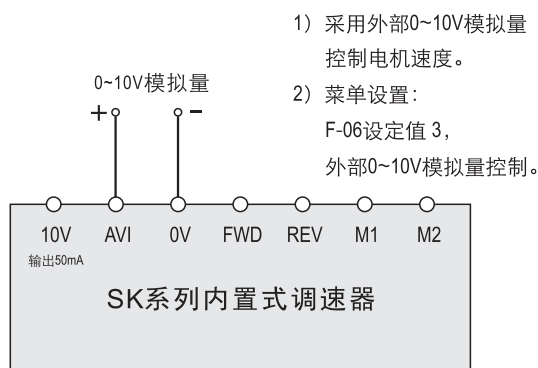 1）采用外部0~10V模拟量
控制电机速度。
2）菜单设置：
F-06设定值 3，
外部0~10V模拟量控制。
0~10V模拟量
+ -
10V AVI 0V FWD REV M1 M2
输出50mA
SK系列内置式调速器